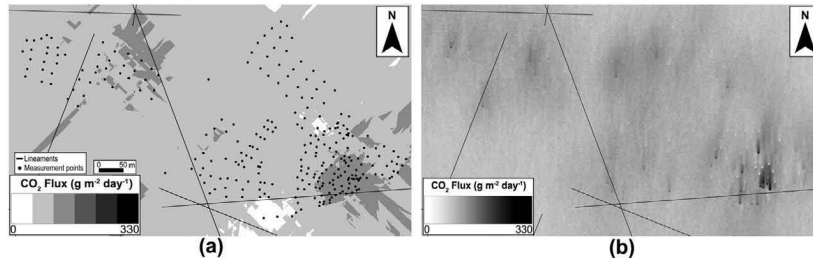 N
Lineaments
Measurement points
0 50 m
CO2 Flux (g m-2 day-1)
0 330
(a)
N
CO2 Flux (g m-2 day-1)
0 330
(b)